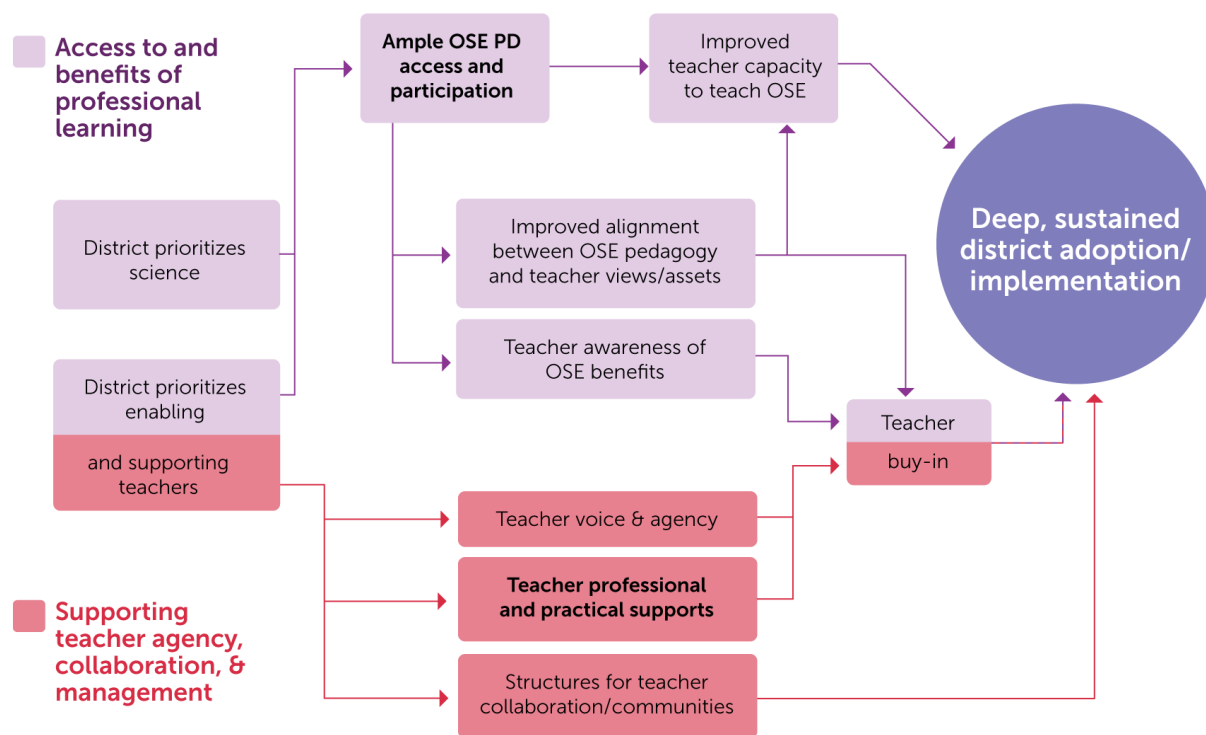 Access to and
benefits of
professional
learning
Ample OSE PD
access and
participation
Improved
teacher capacity
to teach OSE
District prioritizes
science
Improved alignment
between OSE pedagogy
and teacher views/assets
Deep, sustained
district adoption/
implementation
Teacher awareness of
OSE benefits
District prioritizes
enabling
and supporting
teachers
Teacher
buy-in
Teacher voice & agency
Teacher professional
and practical supports
Supporting
teacher agency,
collaboration, &
management
Structures for teacher
collaboration/communities